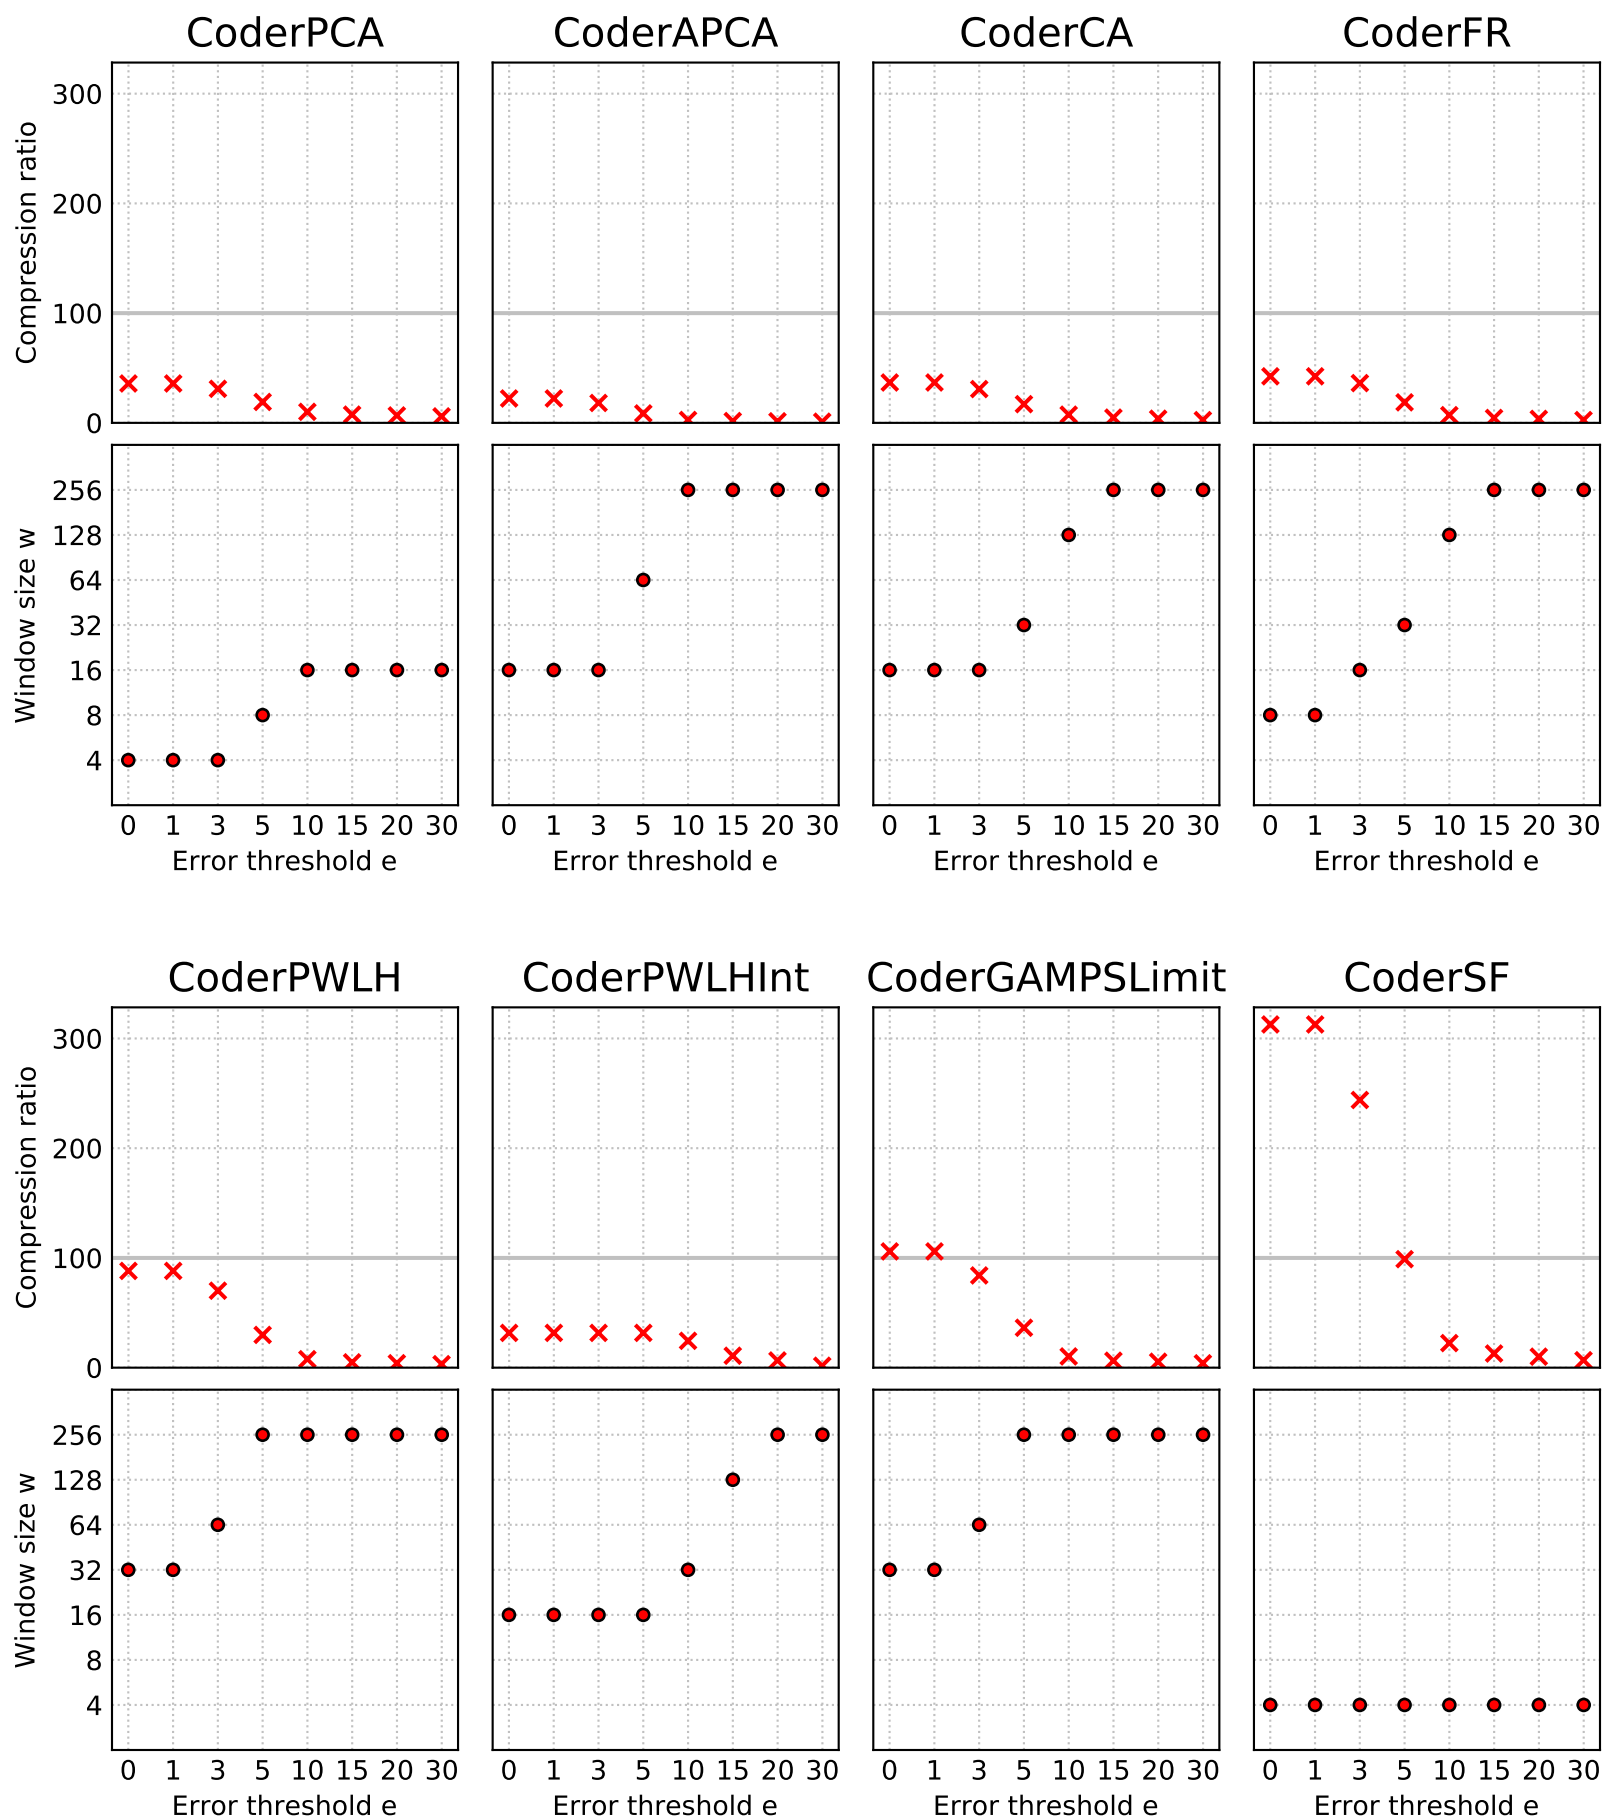 CoderPCA CoderAPCA CoderCA CoderFR
Compression ratio
300
200
100
0
Window size w
256
128
64
32
16
8
4
0 1 3 5 10 15 20 30 0 1 3 5 10 15 20 30 0 1 3 5 10 15 20 30 0 1 3 5 10 15 20 30
Error threshold e Error threshold e Error threshold e Error threshold e
CoderPWLH CoderPWLHInt CoderGAMPSLimit CoderSF
Compression ratio
300
200
100
0
Window size w
256
128
64
32
16
8
4
0 1 3 5 10 15 20 30 0 1 3 5 10 15 20 30 0 1 3 5 10 15 20 30 0 1 3 5 10 15 20 30
Error threshold e Error threshold e Error threshold e Error threshold e